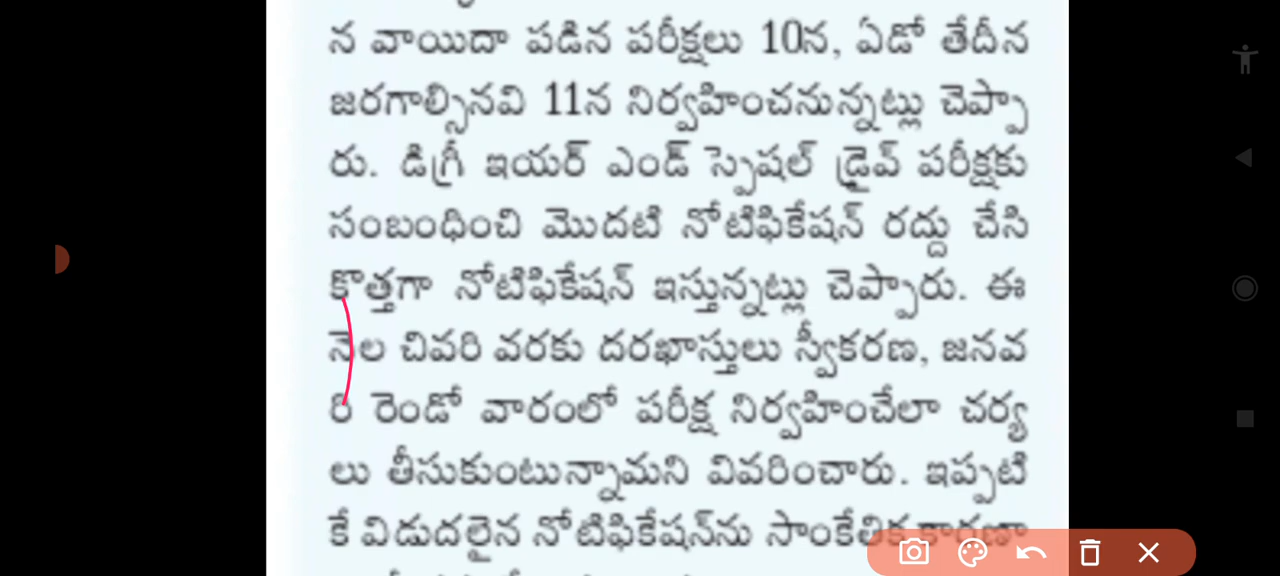 న వాయిదా పడిన పరీక్షలు 10న, ఏడో తేదీన
జరగాల్సినవి 11న నిర్వహించనున్నట్లు చెప్పా
రు. డిగ్రీ ఇయర్ ఎండ్ స్పెషల్ డ్రైవ్ పరీక్షకు
సంబంధించి మొదటి నోటిఫికేషన్ రద్దు చేసి
కొత్తగా నోటిఫికేషన్ ఇస్తున్నట్లు చెప్పారు. ఈ
నెల చివరి వరకు దరఖాస్తులు స్వీకరణ, జనవ
రి రెండో వారంలో పరీక్ష నిర్వహించేలా చర్య
లు తీసుకుంటున్నామని వివరించారు. ఇప్పటి
కే విడుదలైన నోటిఫికేషన్‌ను సాంకేతిక కారణా